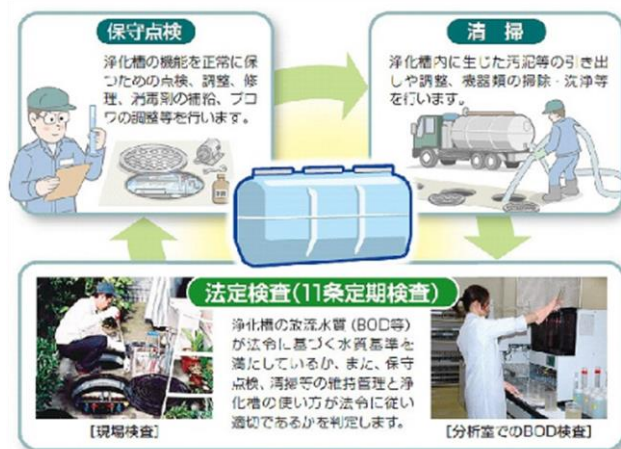 保守点検
浄化槽の機能を正常に保
つための点検、調整、修
理、消毒剤の補給、ブロ
ワの調整等を行います。
清掃
浄化槽内に生じた汚泥等の引き出
しや調整、機器類の掃除・洗浄等
を行います。
法定検査(11条定期検査)
浄化槽の放流水質(BOD等)
が法令に基づく水質基準を
満たしているか、また、保守
点検、清掃等の維持管理と浄
化槽の使い方が法令に従い
適切であるかを判定します。
[現場検査]
[分析室でのBOD検査]